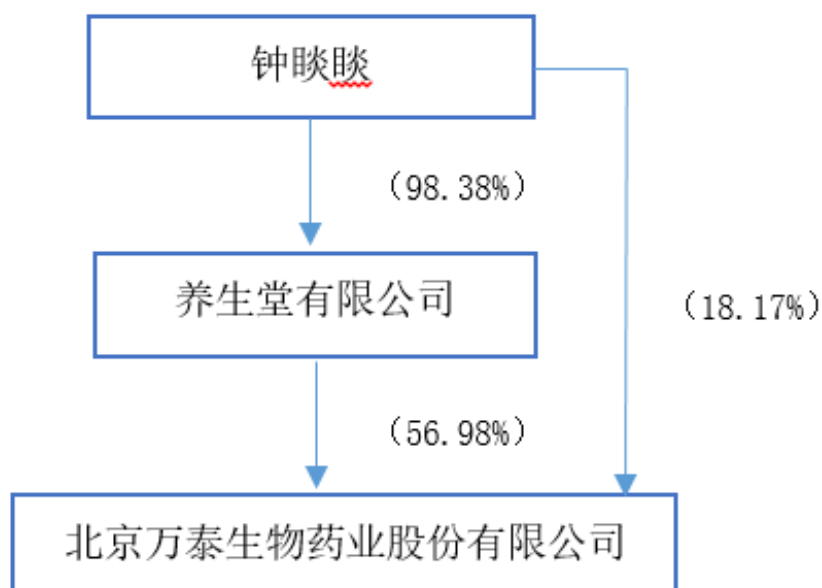 钟睒睒
（98.38%）
养生堂有限公司
（18.17%）
（56.98%）
北京万泰生物药业股份有限公司